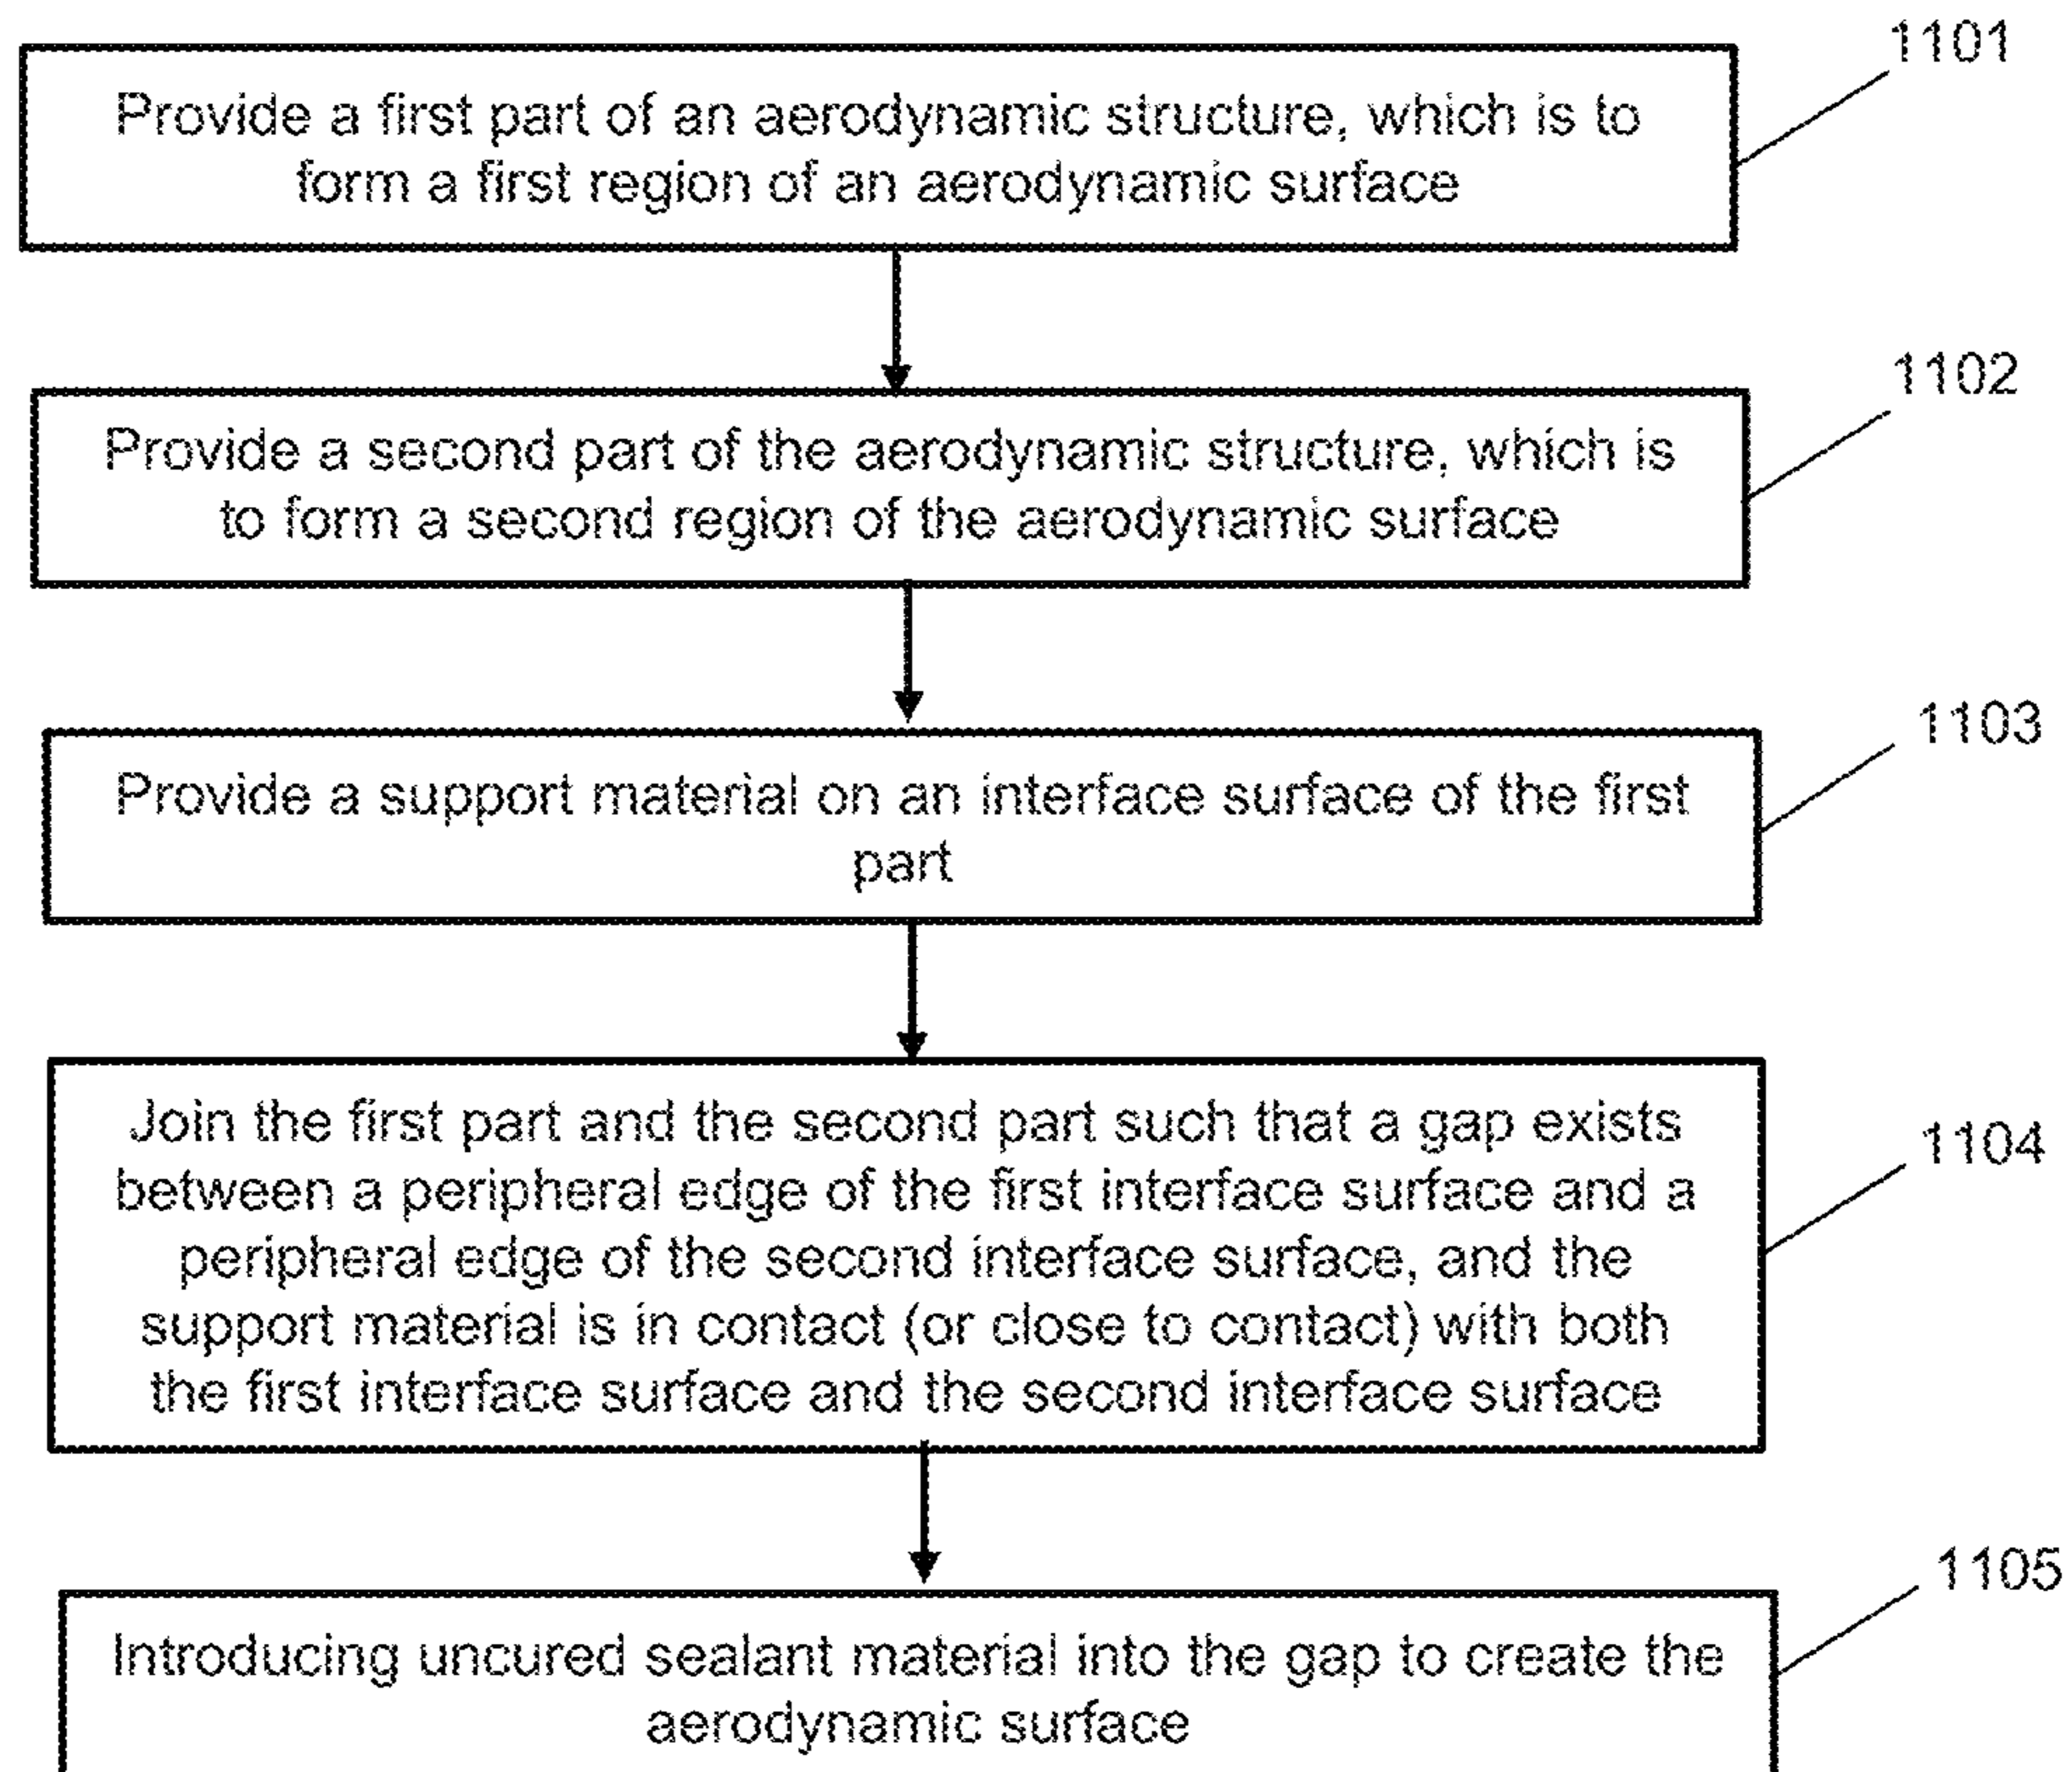 1101
Provide a first part of an aerodynamic structure, which is to
form a first region of an aerodynamic surface
1102
Provide a second part of the aerodynamic structure, which is
to form a second region of the aerodynamic surface
1103
Provide a support material on an interface surface of the first
part
1104
Join the first part and the second part such that a gap exists
between a peripheral edge of the first interface surface and a
peripheral edge of the second interface surface, and the
support material is in contact (or close to contact) with both
the first interface surface and the second interface surface
1105
Introducing uncured sealant material into the gap to create the
aerodynamic surface